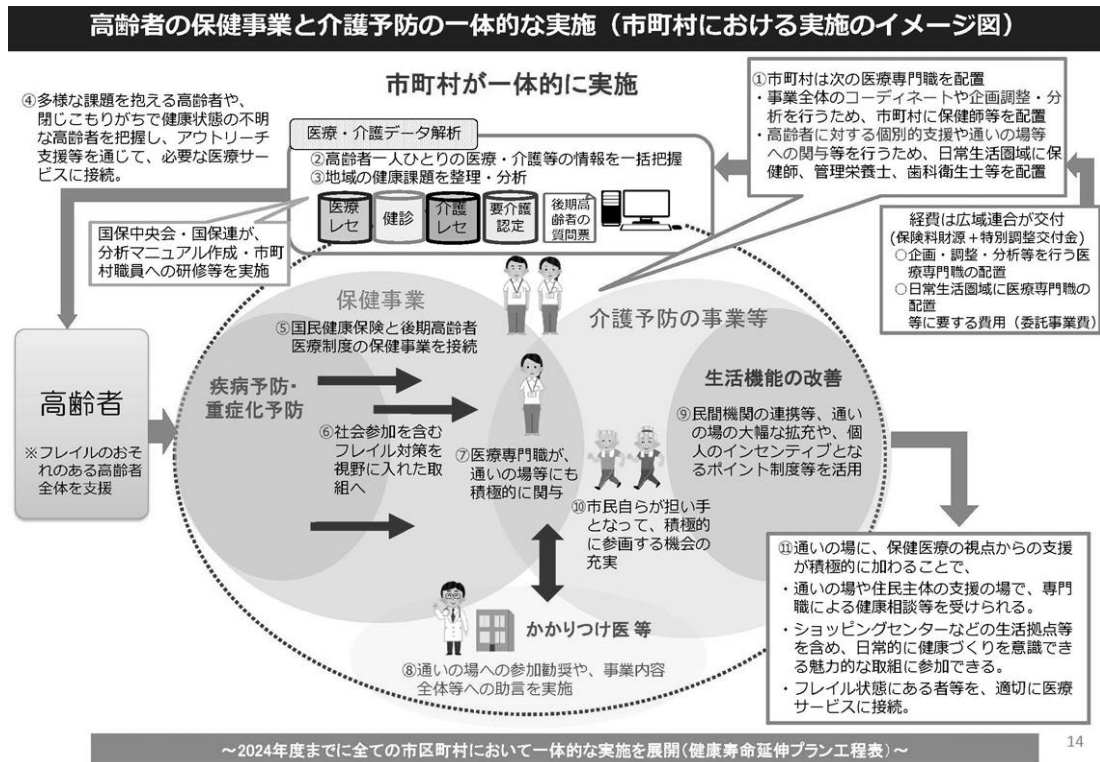 高齢者の保健事業と介護予防の一体的な実施（市町村における実施のイメージ図）
市町村が一体的に実施
①市町村は次の医療専門職を配置
・事業全体のコーディネートや企画調整・分
析を行うため、市町村に保健師等を配置
・高齢者に対する個別的支援や通いの場等
への関与等を行うため、日常生活圏域に保
健師、管理栄養士、歯科衛生士等を配置
④多様な課題を抱える高齢者や、
閉じこもりがちで健康状態の不明
な高齢者を把握し、アウトリーチ
支援等を通じて、必要な医療サー
ビスに接続。
医療・介護データ解析
②高齢者一人ひとりの医療・介護等の情報を一括把握
③地域の健康課題を整理・分析
医療
レセ
健診
介護
レセ
要介護
認定
後期高
齢者の
質問票
国保中央会・国保連が、
分析マニュアル作成・市町
村職員への研修等を実施
経費は広域連合が交付
(保険料財源＋特別調整交付金)
○企画・調整・分析等を行う医
療専門職の配置
○日常生活圏域に医療専門職の
配置
等に要する費用（委託事業費）
保健事業
⑤国民健康保険と後期高齢者
医療制度の保健事業を接続
介護予防の事業等
高齢者
※フレイルのおそ
れのある高齢者
全体を支援
疾病予防・
重症化予防
⑥社会参加を含む
フレイル対策を
視野に入れた取
組へ
⑦医療専門職が、
通いの場等にも
積極的に関与
生活機能の改善
⑨民間機関の連携等、通い
の場の大幅な拡充や、個
人のインセンティブとな
るポイント制度等を活用
⑩市民自らが担い手
となって、積極的
に参画する機会の
充実
かかりつけ医 等
⑧通いの場への参加勧奨や、事業内容
全体等への助言を実施
⑪通いの場に、保健医療の視点からの支援
が積極的に加わることで、
・通いの場や住民主体の支援の場で、専門
職による健康相談等を受けられる。
・ショッピングセンターなどの生活拠点等
を含め、日常的に健康づくりを意識でき
る魅力的な取組に参加できる。
・フレイル状態にある者等を、適切に医療
サービスに接続。
～2024年度までに全ての市区町村において一体的な実施を展開（健康寿命延伸プラン工程表）～
14